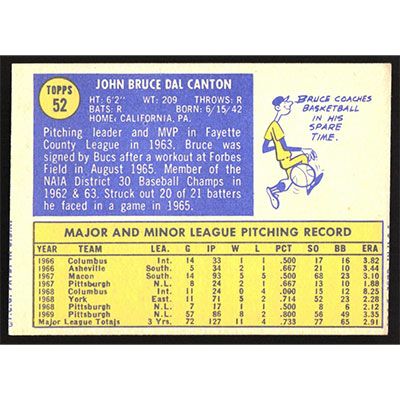 TOPPS
52
JOHN BRUCE DAL CANTON
HT: 6'2" WT: 209 THROWS: R
BATS: R BORN: 6/15/42
HOME: CALIFORNIA, PA.
Pitching leader and MVP in Fayette
County League in 1963, Bruce was
signed by Bucs after a workout at Forbes
Field in August 1965. Member of the
NAIA District 30 Baseball Champs in
1962 & 63. Struck out 20 of 21 batters
he faced in a game in 1965.
BRUCE COACHES
BASKETBALL
IN HIS
SPARE
TIME.
MAJOR AND MINOR LEAGUE PITCHING RECORD
YEAR TEAM LEA. G IP W L PCT SO BB ERA
1966 Columbus Int. 14 33 1 1 .500 17 16 3.82
1966 Asheville South. 5 34 2 1 .667 21 10 3.44
1967 Macon South. 14 93 5 5 .500 68 23 3.10
1967 Pittsburgh N.L. 8 24 2 1 .667 13 10 1.88
1968 Columbus Int. 4 14 0 0 .000 15 12
1968 York East. 11 71 5 2 .714 52 23 2.28
1968 Pittsburgh N.L. 7 17 1 1 .500 8 6 2.12
1969 Pittsburgh N.L. 57 86 8 2 .800 56 49 3.35
Major League Totals 3 Yrs. 72 127 11 4 .733 77 65 2.91